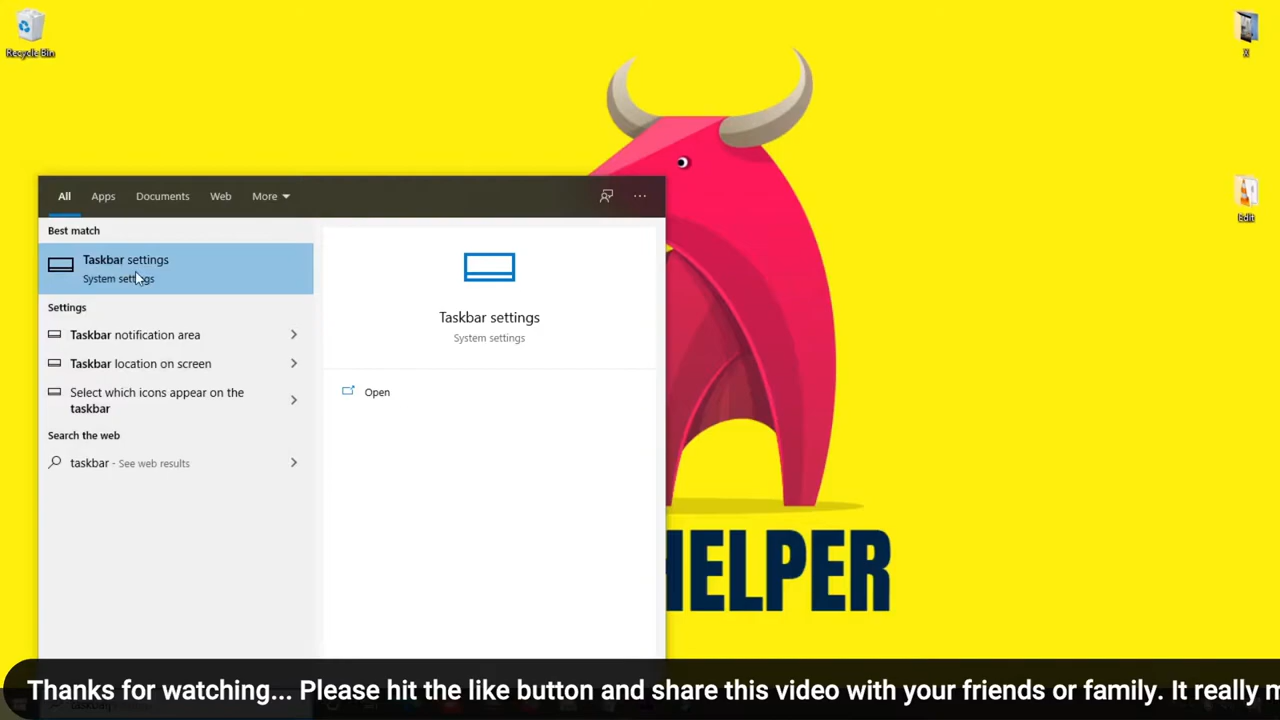 Recycle Bin
X
Edit
All Apps Documents Web More
Best match
Taskbar settings
System settings
Settings
Taskbar notification area
Taskbar location on screen
Select which icons appear on the
taskbar
Search the web
taskbar - See web results
Taskbar settings
System settings
Open
HELPER
Thanks for watching... Please hit the like button and share this video with your friends or family. It really